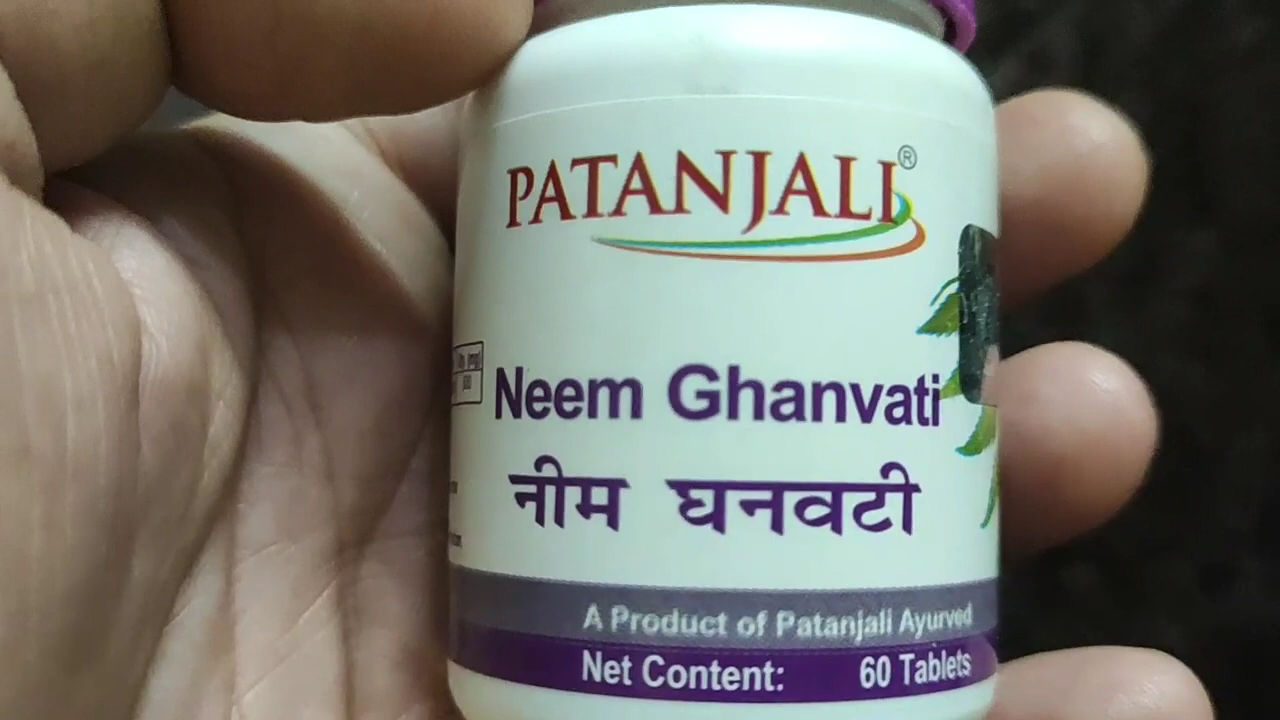 PATANJALI®
Neem Ghanvati
नीम घनवटी
A Product of Patanjali Ayurved
Net Content: 60 Tablets